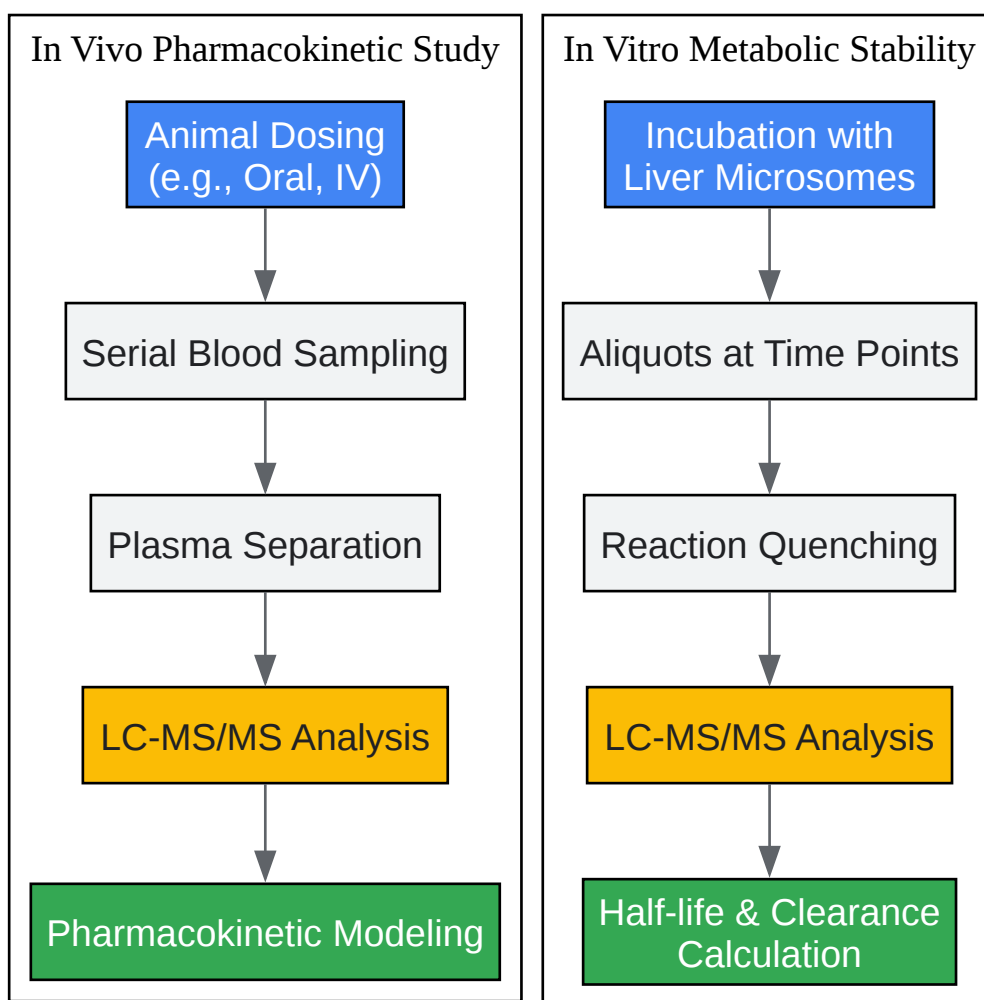 In Vivo Pharmacokinetic Study
Animal Dosing
(e.g., Oral, IV)
Serial Blood Sampling
Plasma Separation
LC-MS/MS Analysis
Pharmacokinetic Modeling
In Vitro Metabolic Stability
Incubation with
Liver Microsomes
Aliquots at Time Points
Reaction Quenching
LC-MS/MS Analysis
Half-life & Clearance
Calculation